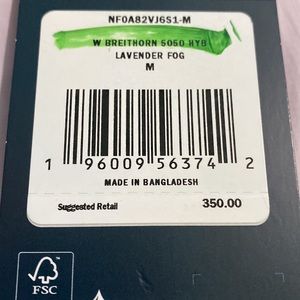 NF0A82VJ6S1-M
W BREITHORN 5050 HYB
LAVENDER FOG
M
1 96009 56374 2
MADE IN BANGLADESH
Suggested Retail 350.00
FSC